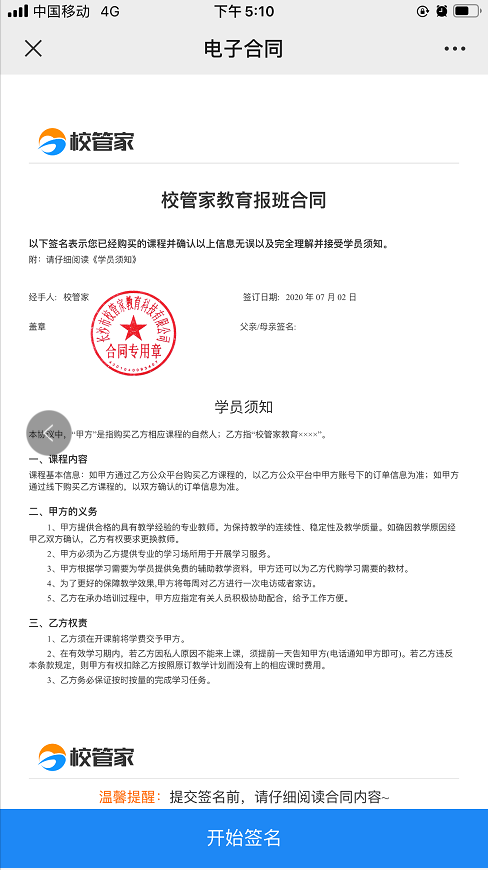 中国移动 4G 下午 5:10
电子合同
校管家
校管家教育报班合同
以下签名表示您已经购买的课程并确认以上信息无误以及完全理解并接受学员须知。
附：请仔细阅读《学员须知》
经手人: 校管家 签订日期: 2020 年 07 月 02 日
盖章 父亲/母亲签名:
长沙市校管家教育科技有限公司
合同专用章
学员须知
本协议中，“甲方”是指购买乙方相应课程的自然人；乙方指“校管家教育××××”。
一、课程内容
课程基本信息：如甲方通过乙方公众平台购买乙方课程的，以乙方公众平台中甲方账号下的订单信息为准；如甲方
通过线下购买乙方课程的，以双方确认的订单信息为准。
二、甲方的义务
1、甲方提供合格的具有教学经验的专业教师。为保持教学的连续性、稳定性及教学质量。如确因教学原因经
甲乙双方确认，乙方有权要求更换教师。
2、甲方必须为乙方提供专业的学习场所用于开展学习服务。
3、甲方根据学习需要为学员提供免费的辅助教学资料，甲方还可以为乙方代购学习需要的教材。
4、为了更好的保障教学效果,甲方将每周对乙方进行一次电访或者家访。
5、乙方在承办培训过程中，甲方应指定有关人员积极协助配合，给予工作方便。
三、乙方权责
1、乙方须在开课前将学费交予甲方。
2、在有效学习期内，若乙方因私人原因不能来上课，须提前一天告知甲方(电话通知甲方即可)。若乙方违反
本条款规定，则甲方有权扣除乙方按照原订教学计划而没有上的相应课时费用。
3、乙方务必保证按时按量的完成学习任务。
校管家
温馨提醒：提交签名前，请仔细阅读合同内容~
开始签名